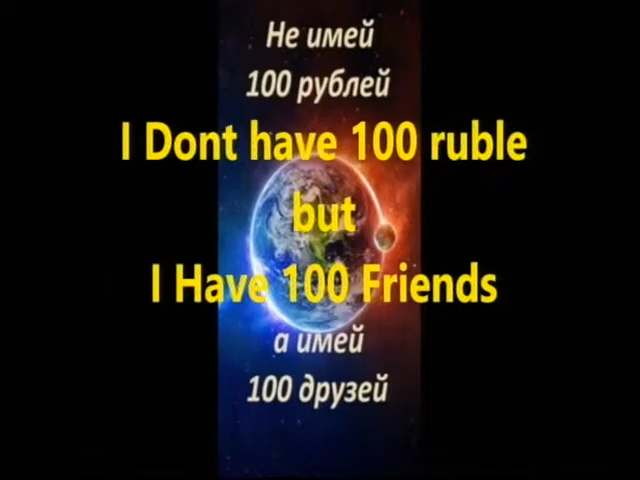 Не имей
100 рублей
I Dont have 100 ruble
but
I Have 100 Friends
а имей
100 друзей